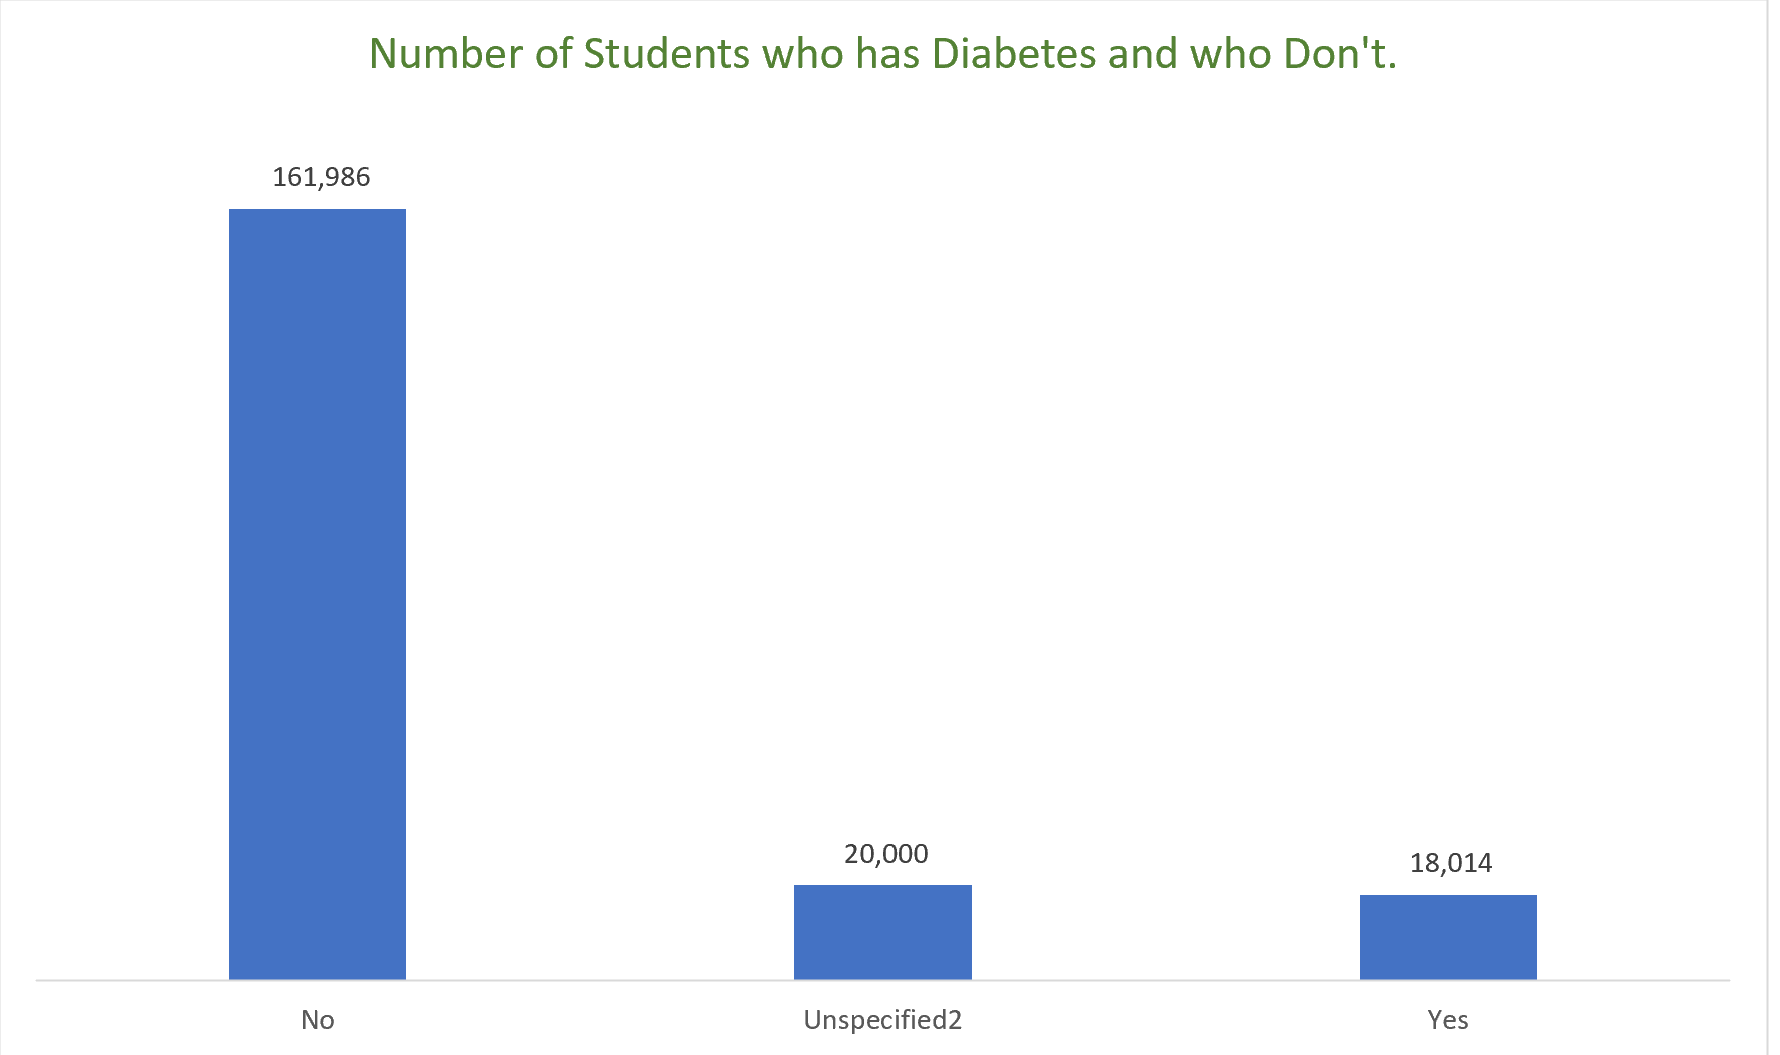 Number of Students who has Diabetes and who Don't.
161,986
20,000
18,014
No
Unspecified2
Yes